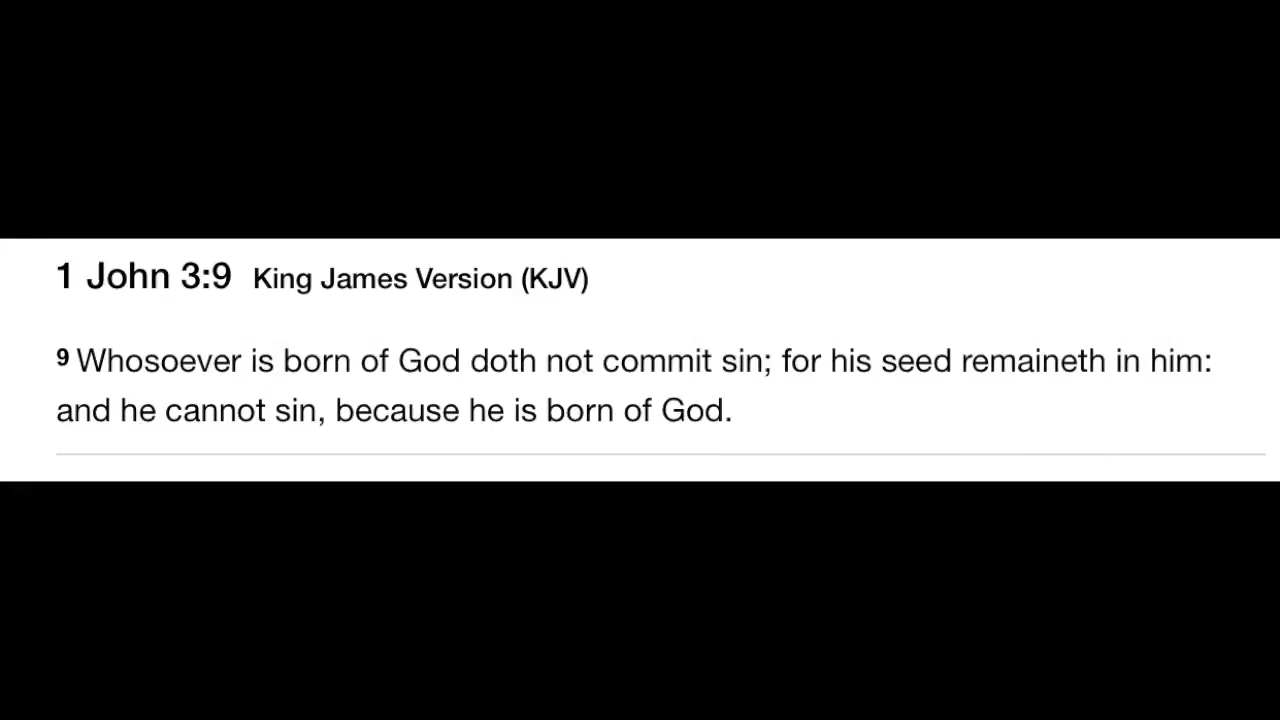 1 John 3:9 King James Version (KJV)
9 Whosoever is born of God doth not commit sin; for his seed remaineth in him:
and he cannot sin, because he is born of God.